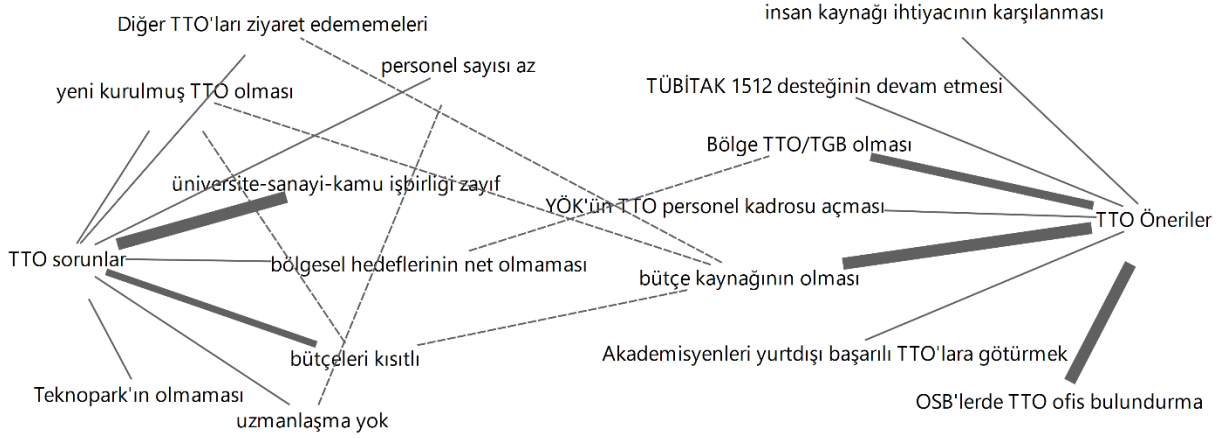 insan kaynağı ihtiyacının karşılanması
Diğer TTO'ları ziyaret edememeleri
personel sayısı az
TÜBİTAK 1512 desteğinin devam etmesi
yeni kurulmuş TTO olması
Bölge TTO/TGB olması
üniversite-sanayi-kamu işbirliği zayıf
YÖK'ün TTO personel kadrosu açması
TTO Öneriler
TTO sorunlar
bölgesel hedeflerinin net olmaması
bütçe kaynağının olması
bütçeleri kısıtlı
Akademisyenleri yurtdışı başarılı TTO'lara götürmek
Teknopark'ın olmaması
OSB'lerde TTO ofis bulundurma
uzmanlaşma yok